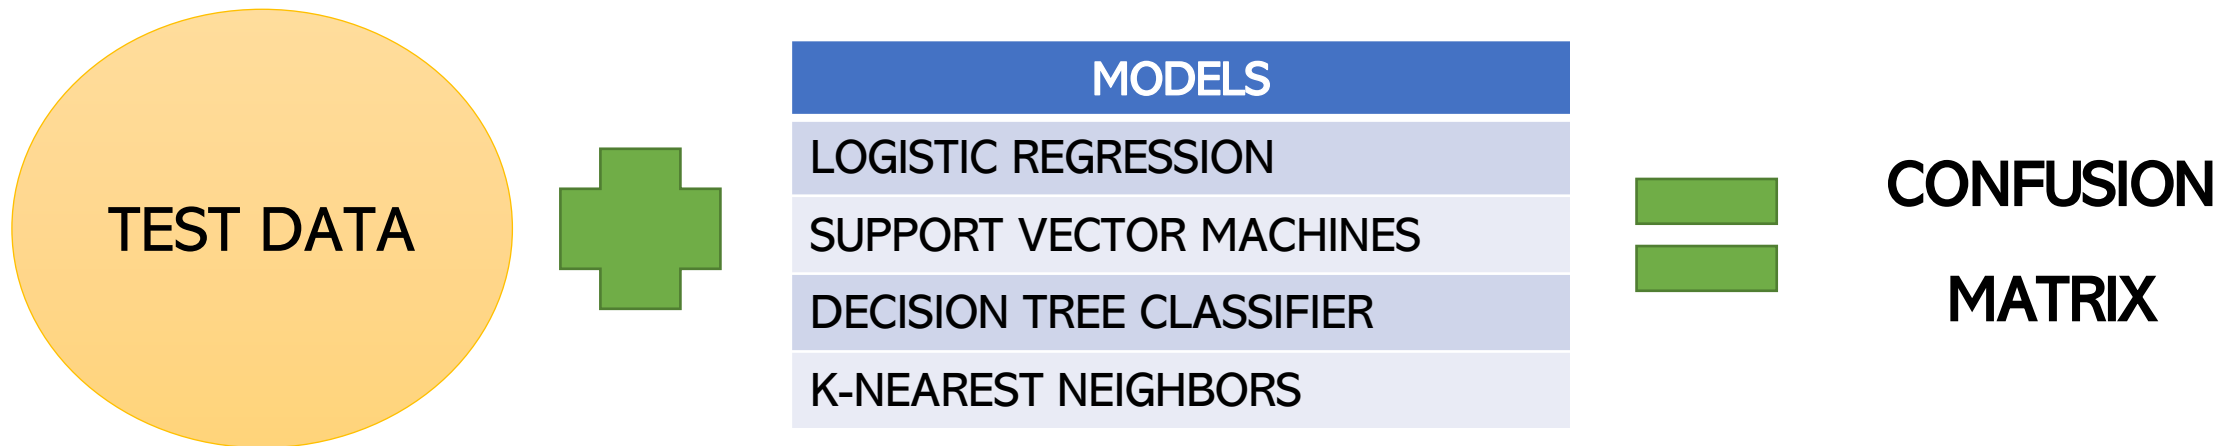 TEST DATA
MODELS
LOGISTIC REGRESSION
SUPPORT VECTOR MACHINES
DECISION TREE CLASSIFIER
K-NEAREST NEIGHBORS
CONFUSION
MATRIX